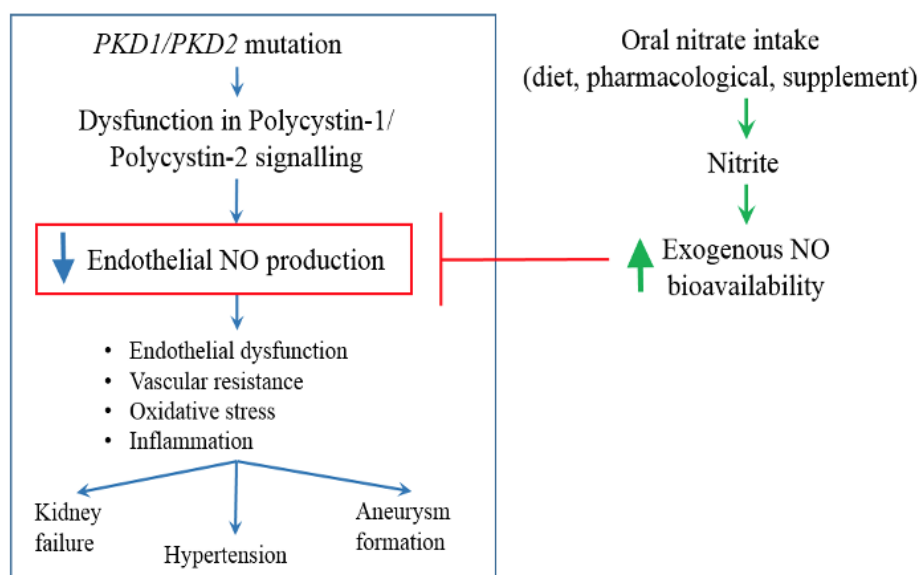 PKD1/PKD2 mutation
Dysfunction in Polycystin-1/
Polycystin-2 signalling
Endothelial NO production
• Endothelial dysfunction
• Vascular resistance
• Oxidative stress
• Inflammation
Kidney
failure
Hypertension
Aneurysm
formation
Oral nitrate intake
(diet, pharmacological, supplement)
Nitrite
Exogenous NO
bioavailability